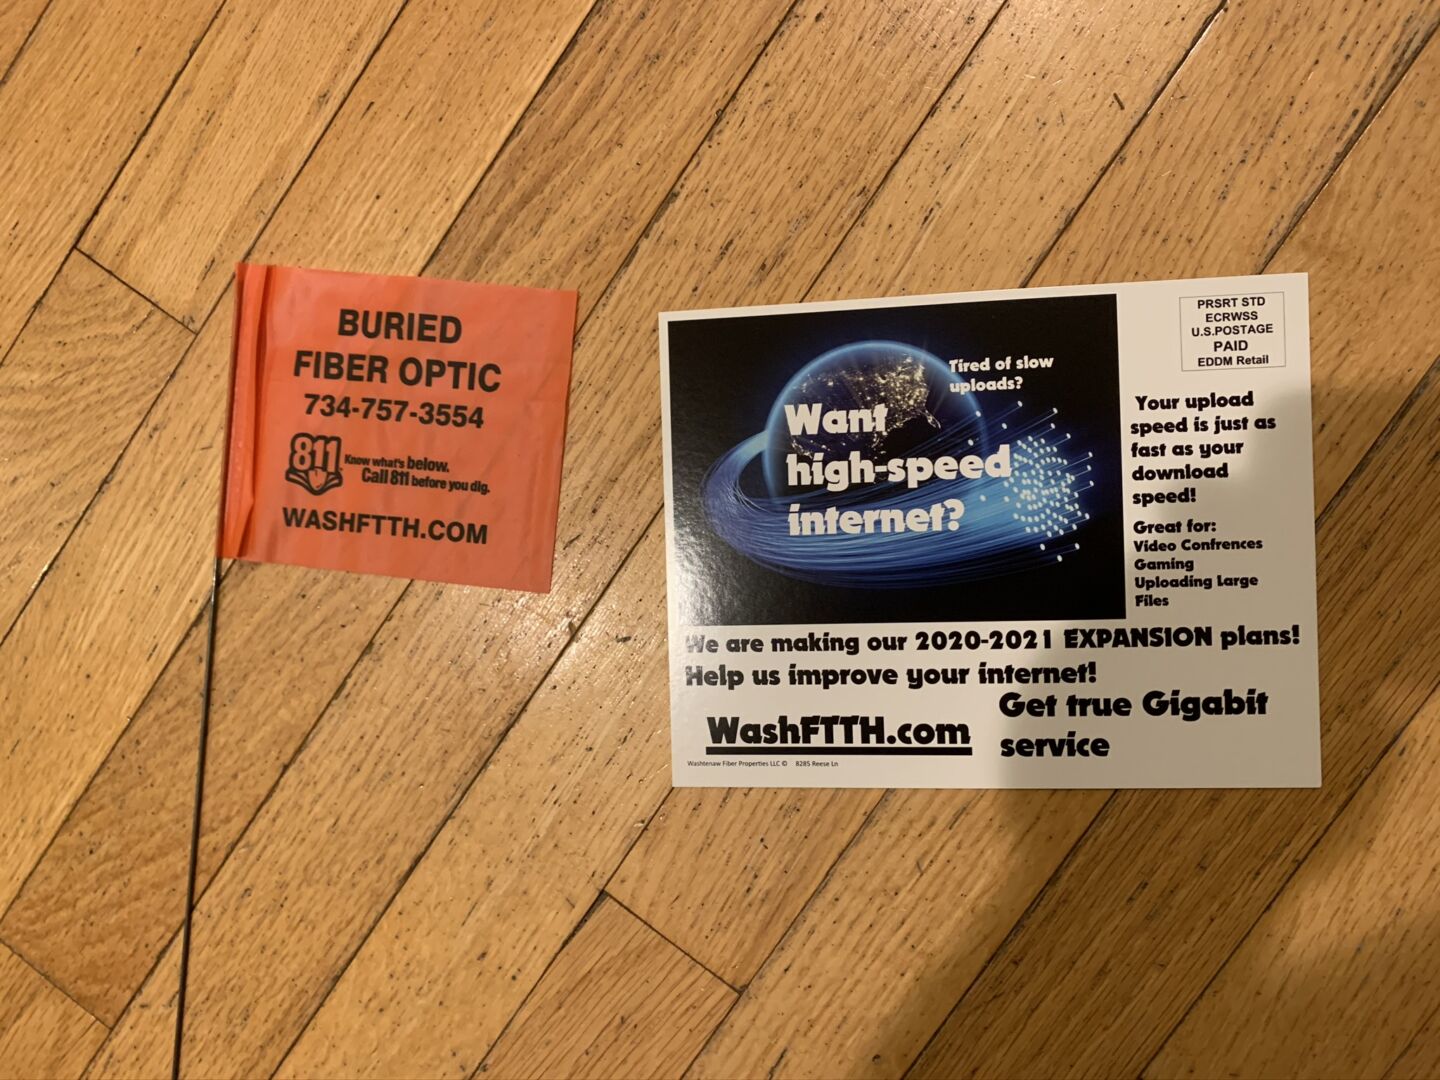 BURIED
FIBER OPTIC
734-757-3554
811
Know what's below.
Call 811 before you dig.
WASHFTTH.COM
PRSRT STD
ECRWSS
U.S.POSTAGE
PAID
EDDM Retail
Tired of slow
uploads?
Want
high-speed
internet?
Your upload
speed is just as
fast as your
download
speed!
Great for:
Video Confrences
Gaming
Uploading Large
Files
We are making our 2020-2021 EXPANSION plans!
Help us improve your internet!
WashFTTH.com
Get true Gigabit
service
Washtenaw Fiber Properties LLC © 8285 Reese Ln